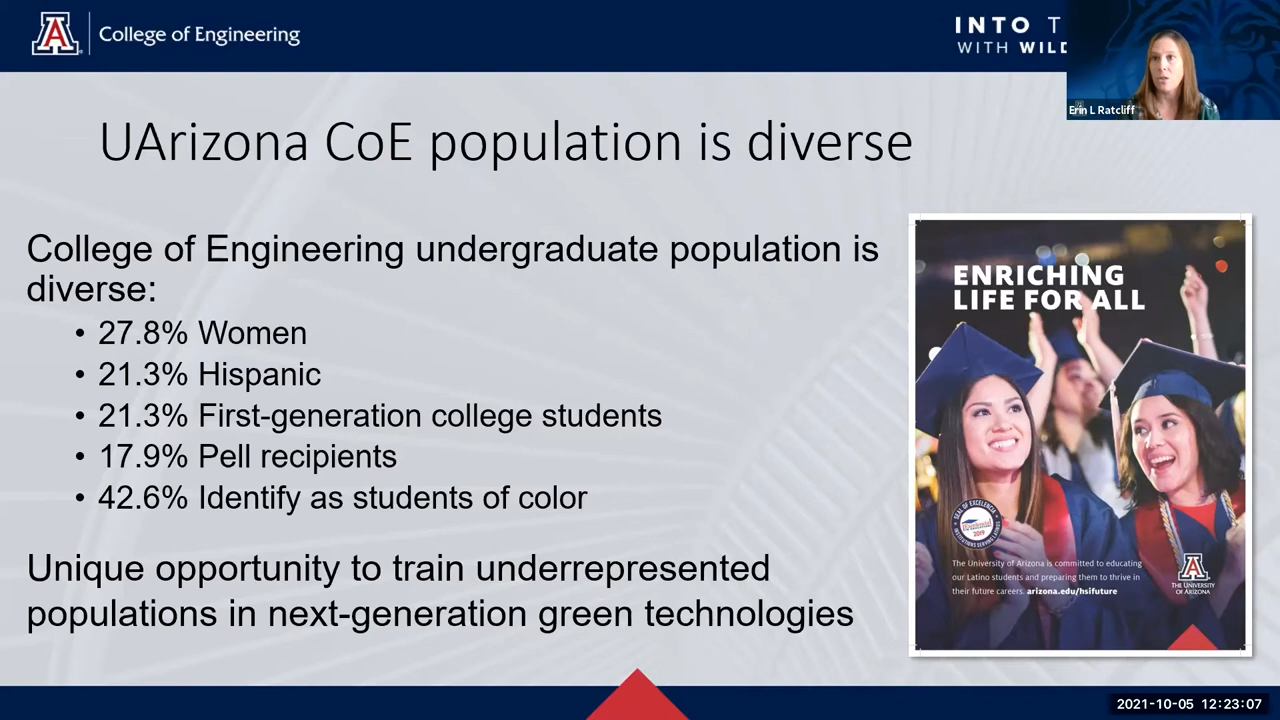 A
College of Engineering
INTO T
WITH WILD
Erin L Ratcliff
UArizona CoE population is diverse
College of Engineering undergraduate population is
diverse:
• 27.8% Women
• 21.3% Hispanic
• 21.3% First-generation college students
• 17.9% Pell recipients
• 42.6% Identify as students of color
Unique opportunity to train underrepresented
populations in next-generation green technologies
ENRICHING
LIFE FOR ALL
SEAL OF EXCELENCIA
2019
The University of Arizona is committed to educating
our Latino students and preparing them to thrive in
their future careers. arizona.edu/hsifuture
A
THE UNIVERSITY
OF ARIZONA
2021-10-05 12:23:07